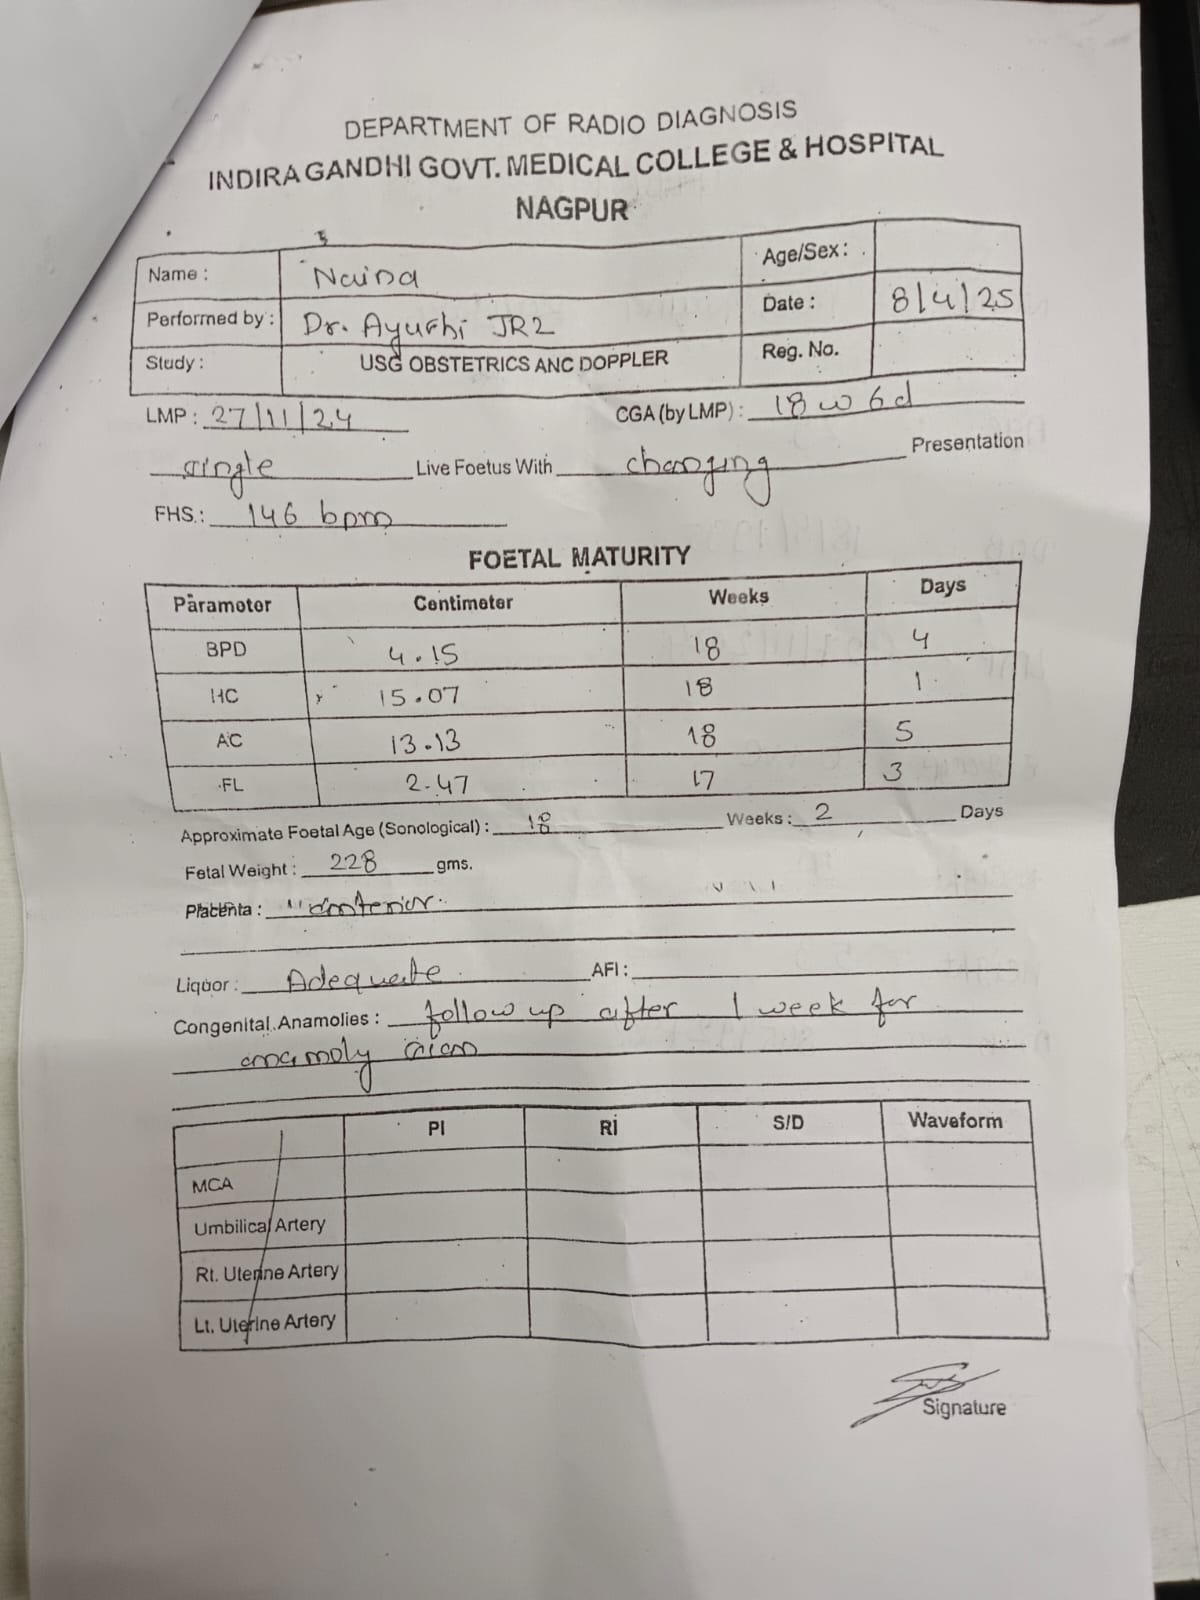 DEPARTMENT OF RADIO DIAGNOSIS
INDIRA GANDHI GOVT. MEDICAL COLLEGE & HOSPITAL
NAGPUR
Name : Naina Age/Sex :
Performed by : Dr. Ayushi JR2 Date : 8/4/25
Study : USG OBSTETRICS ANC DOPPLER Reg. No.
LMP : 27/11/24 CGA (by LMP) : 18 w 6d
single Live Foetus With changing Presentation
FHS.: 146 bpm
FOETAL MATURITY
Parameter Centimeter Weeks Days
BPD 4.15 18 4
HC 15.07 18 1
AC 13.13 18 5
FL 2.47 17 3
Approximate Foetal Age (Sonological) : 18 Weeks : 2 Days
Fetal Weight : 228 gms.
Placenta : anterior.
Liquor : Adequate. AFI :
Congenital Anamolies : follow up after 1 week for
anamoly scan
PI RI S/D Waveform
MCA
Umbilical Artery
Rt. Uterine Artery
Lt. Uterine Artery
Signature